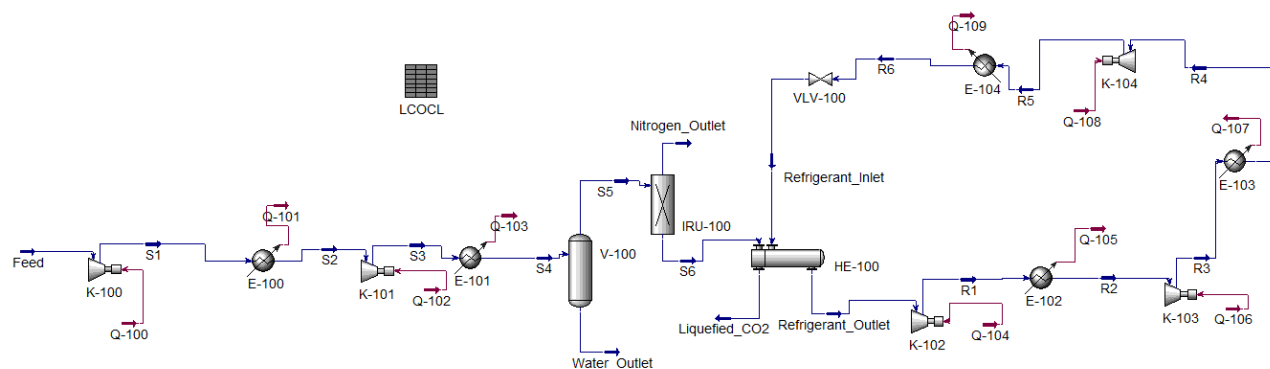 Q-109
R6
E-104
R5
K-104
R4
VLV-100
Q-108
LCOCL
Nitrogen_Outlet
Q-107
E-103
Refrigerant_Inlet
S5
IRU-100
Q-101
Q-103
Q-105
S1
S2
S3
S4
V-100
S6
HE-100
R1
R2
R3
Feed
K-100
E-100
K-101
E-101
E-102
K-103
Q-102
Q-106
Q-100
Liquefied_CO2
Refrigerant_Outlet
K-102
Q-104
Water_Outlet